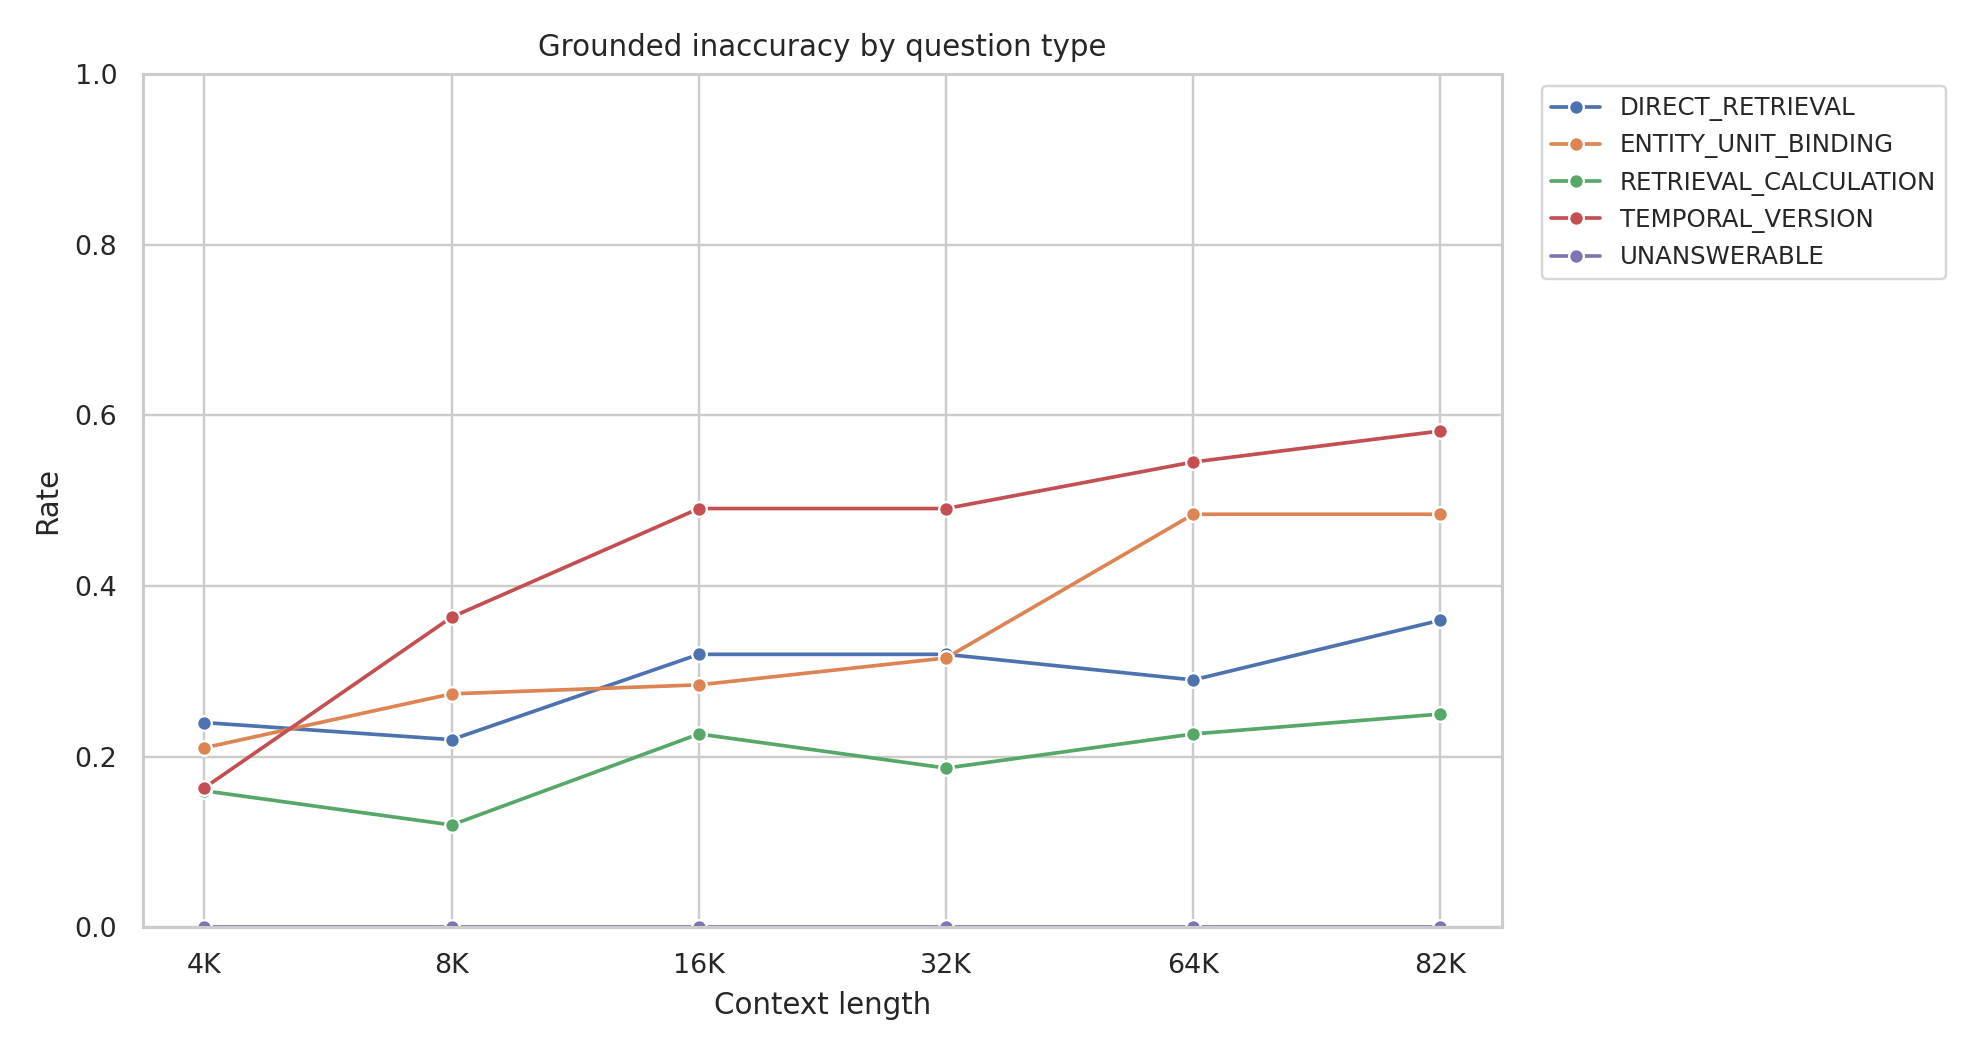 Grounded inaccuracy by question type
1.0
0.8
0.6
0.4
0.2
0.0
Rate
4K 8K 16K 32K 64K 82K
Context length
DIRECT_RETRIEVAL
ENTITY_UNIT_BINDING
RETRIEVAL_CALCULATION
TEMPORAL_VERSION
UNANSWERABLE